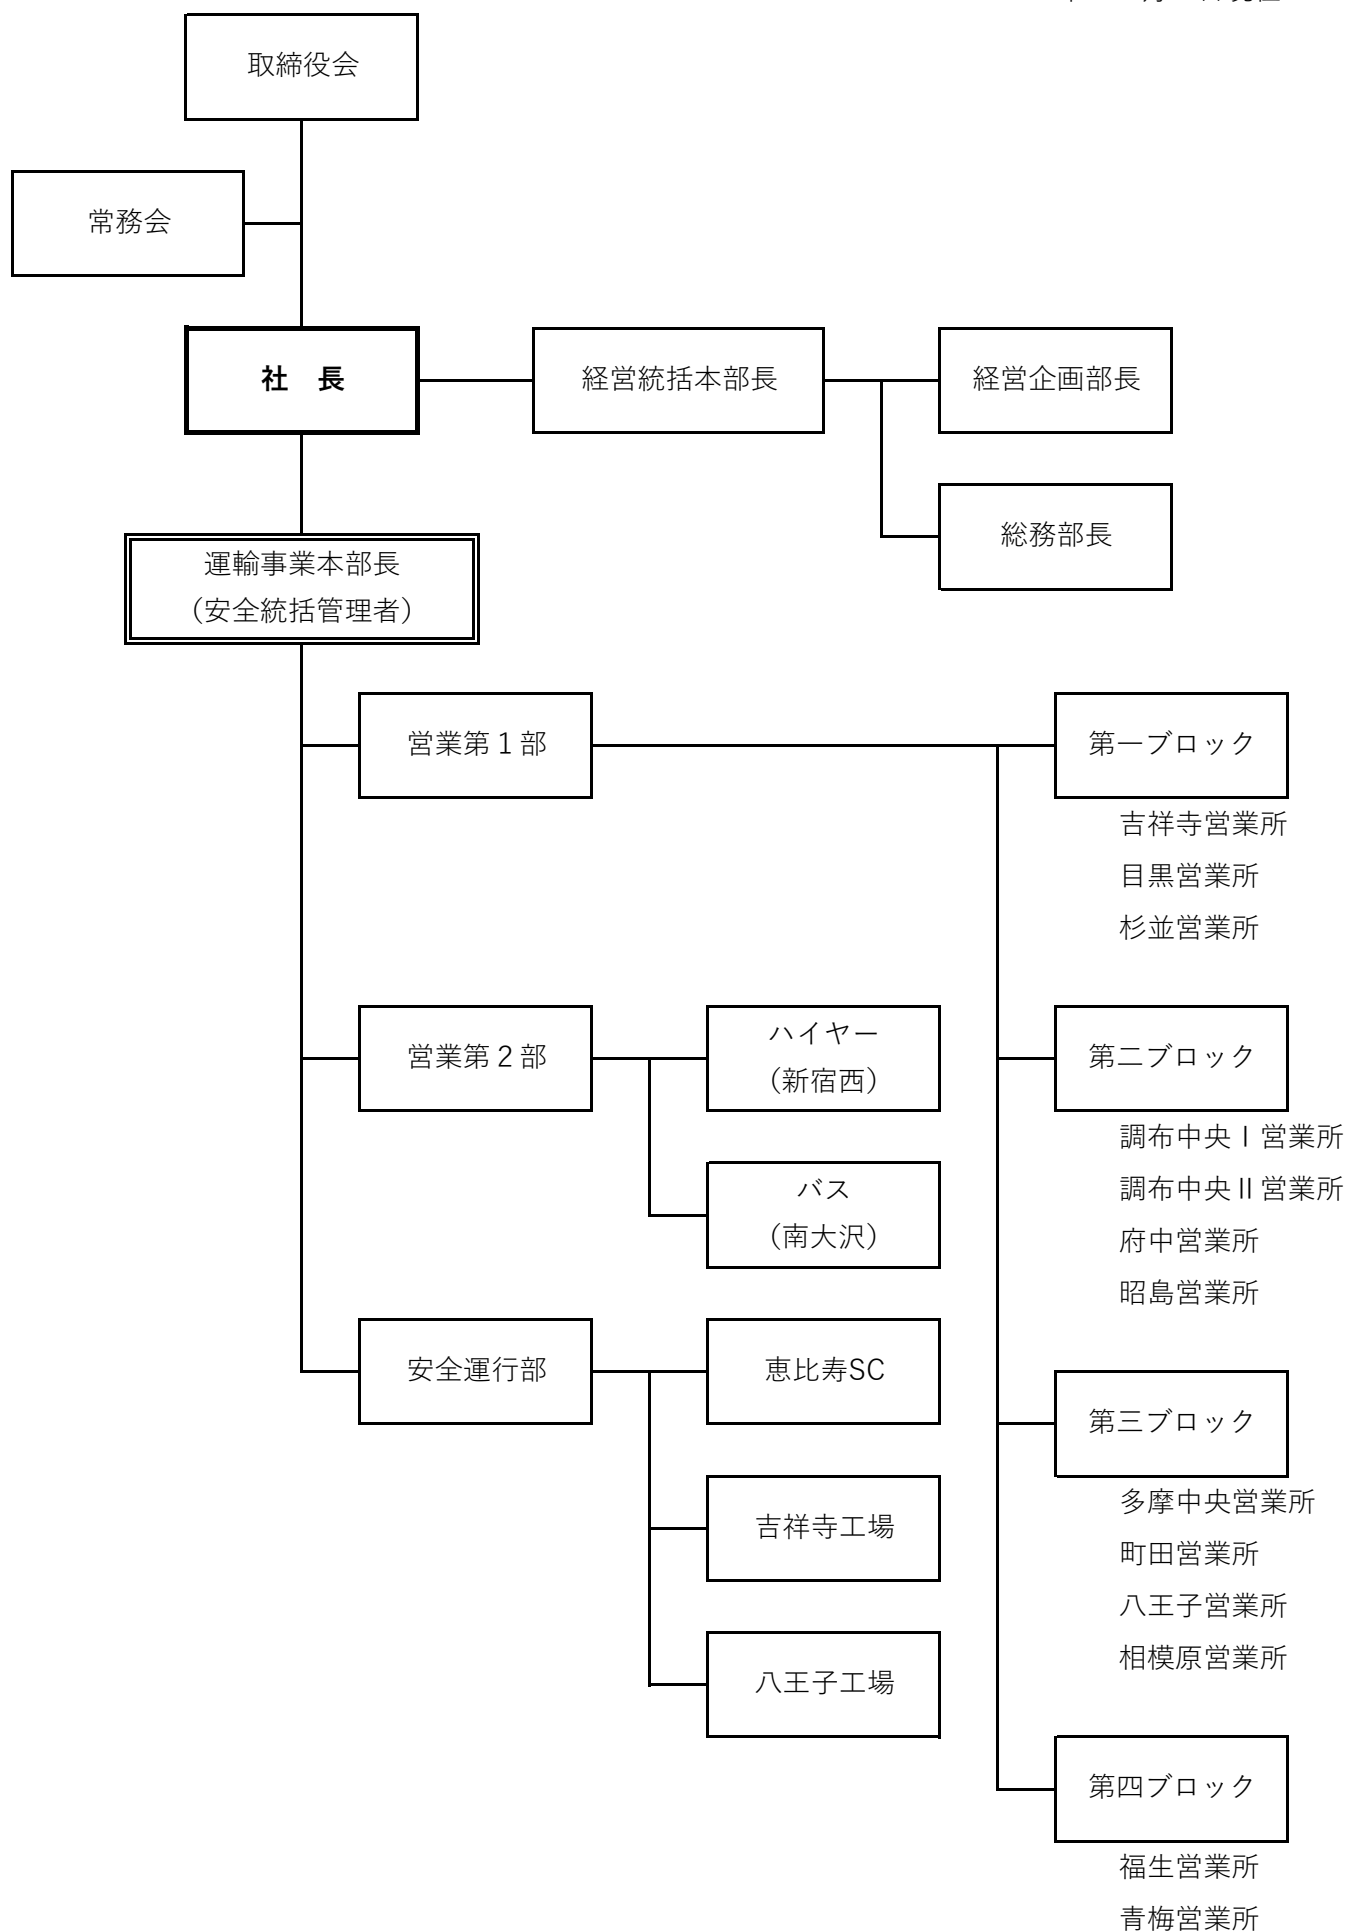 取締役会
常務会
社　長
経営統括本部長
経営企画部長
総務部長
運輸事業本部長
（安全統括管理者）
営業第１部
第一ブロック
吉祥寺営業所
目黒営業所
杉並営業所
営業第２部
ハイヤー
（新宿西）
バス
（南大沢）
第二ブロック
調布中央Ⅰ営業所
調布中央Ⅱ営業所
府中営業所
昭島営業所
安全運行部
恵比寿SC
吉祥寺工場
八王子工場
第三ブロック
多摩中央営業所
町田営業所
八王子営業所
相模原営業所
第四ブロック
福生営業所
青梅営業所